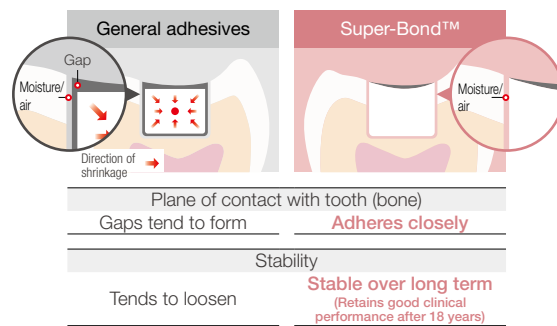 General adhesives
Super-Bond™
Gap
Moisture/
air
Direction of
shrinkage
Moisture/
air
Plane of contact with tooth (bone)
Gaps tend to form
Adheres closely
Stability
Tends to loosen
Stable over long term
(Retains good clinical
performance after 18 years)